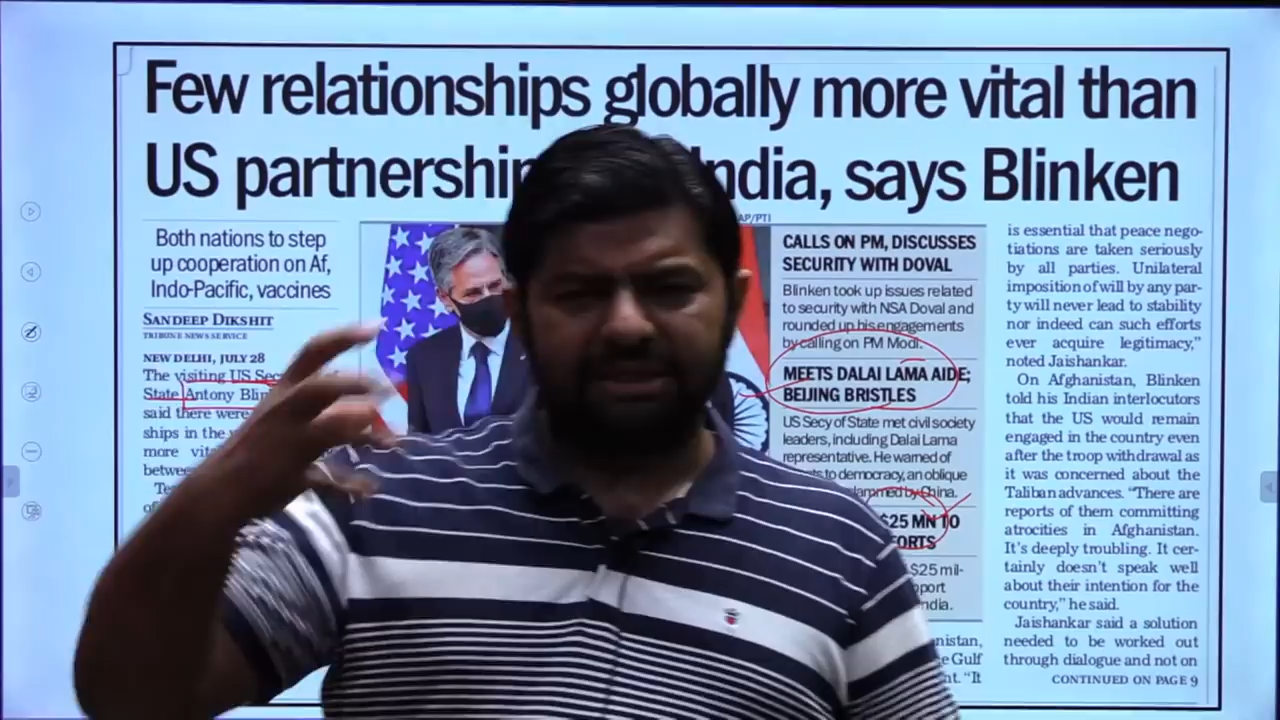 Few relationships globally more vital than
US partnership India, says Blinken
Both nations to step
up cooperation on Af,
Indo-Pacific, vaccines
SANDEEP DIKSHIT
TRIBUNE NEWS SERVICE
NEW DELHI, JULY 28
The visiting US Sec of
State Antony Blin
said there were
ships in the
more vit
betwee
AP/PTI
CALLS ON PM, DISCUSSES
SECURITY WITH DOVAL
Blinken took up issues related
to security with NSA Doval and
rounded up his engagements
by calling on PM Modi.
MEETS DALAI LAMA AIDE;
BEIJING BRISTLES
US Secy of State met civil society
leaders, including Dalai Lama
representative. He warned of
ts to democracy, an oblique
lammed by China.
$25 MN TO
FORTS
$25 mil-
pport
ndia.
nistan,
e Gulf
nt. “It
is essential that peace nego-
tiations are taken seriously
by all parties. Unilateral
imposition of will by any par-
ty will never lead to stability
nor indeed can such efforts
ever acquire legitimacy,”
noted Jaishankar.
On Afghanistan, Blinken
told his Indian interlocutors
that the US would remain
engaged in the country even
after the troop withdrawal as
it was concerned about the
Taliban advances. “There are
reports of them committing
atrocities in Afghanistan.
It’s deeply troubling. It cer-
tainly doesn’t speak well
about their intention for the
country,” he said.
Jaishankar said a solution
needed to be worked out
through dialogue and not on
CONTINUED ON PAGE 9